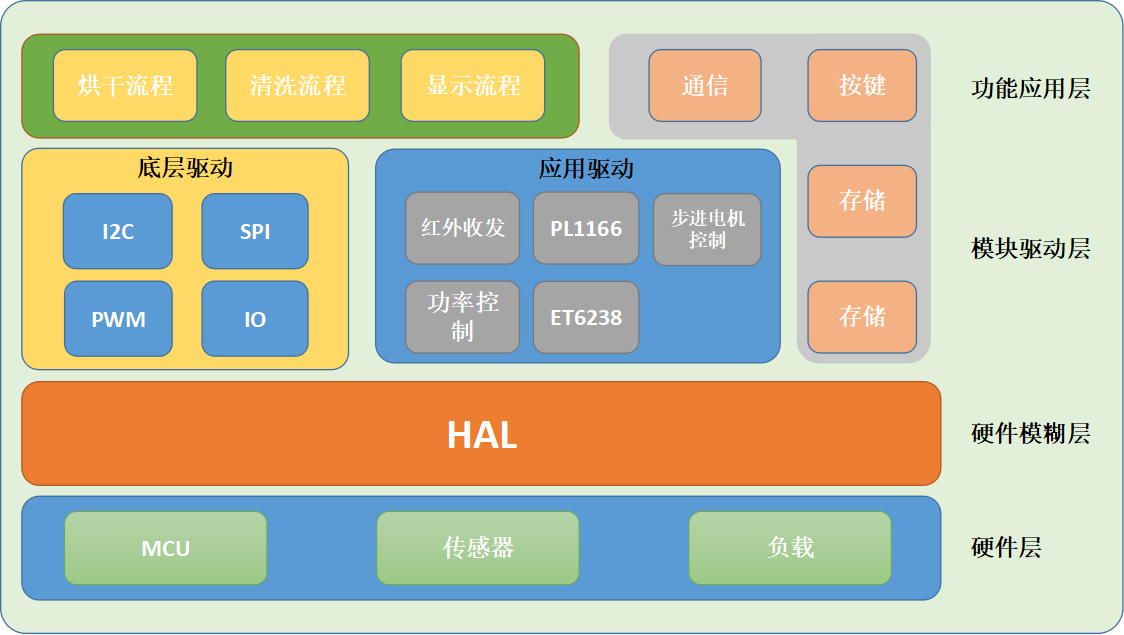 烘干流程
清洗流程
显示流程
通信
按键
功能应用层
底层驱动
I2C
SPI
PWM
IO
应用驱动
红外收发
PL1166
步进电机
控制
功率控
制
ET6238
存储
存储
模块驱动层
HAL
硬件模糊层
MCU
传感器
负载
硬件层